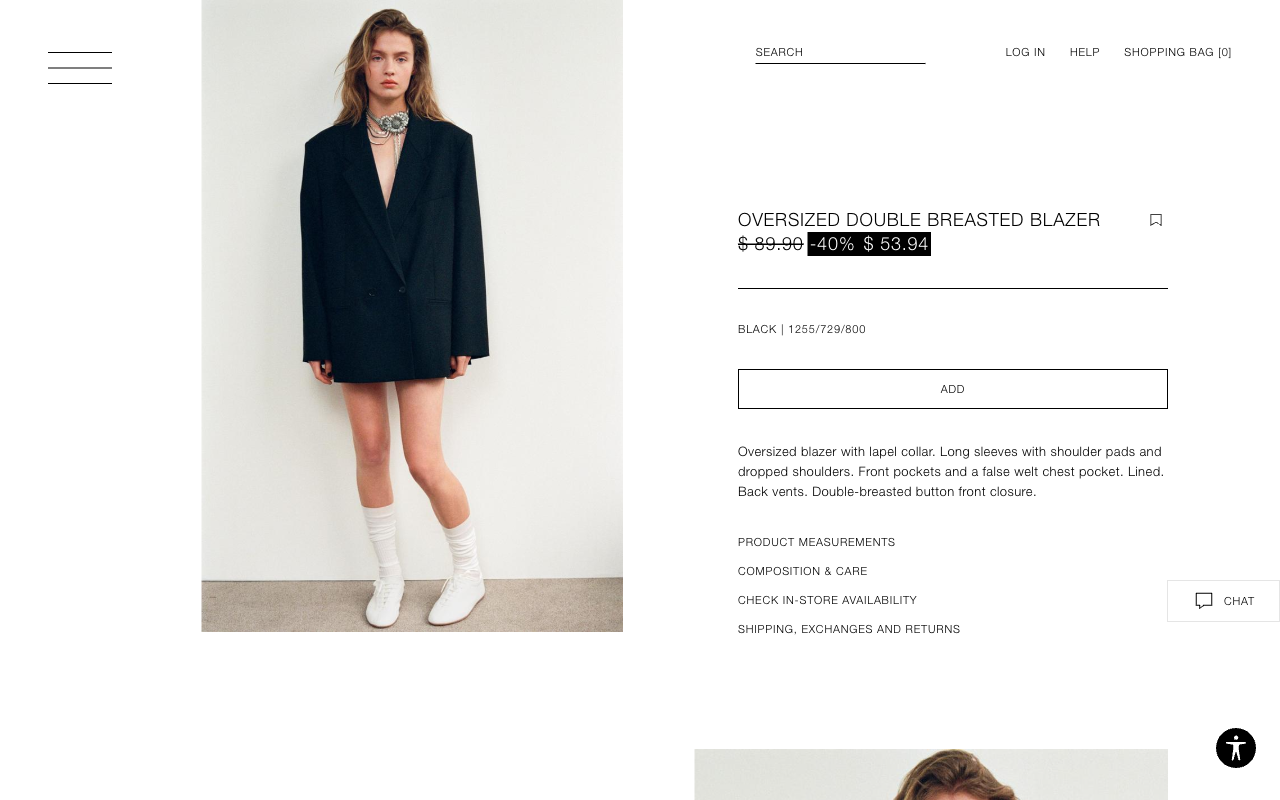 SEARCH
LOG IN
HELP
SHOPPING BAG [0]
OVERSIZED DOUBLE BREASTED BLAZER
$ 89.90 -40% $ 53.94
BLACK | 1255/729/800
ADD
Oversized blazer with lapel collar. Long sleeves with shoulder pads and
dropped shoulders. Front pockets and a false welt chest pocket. Lined.
Back vents. Double-breasted button front closure.
PRODUCT MEASUREMENTS
COMPOSITION & CARE
CHECK IN-STORE AVAILABILITY
SHIPPING, EXCHANGES AND RETURNS
CHAT